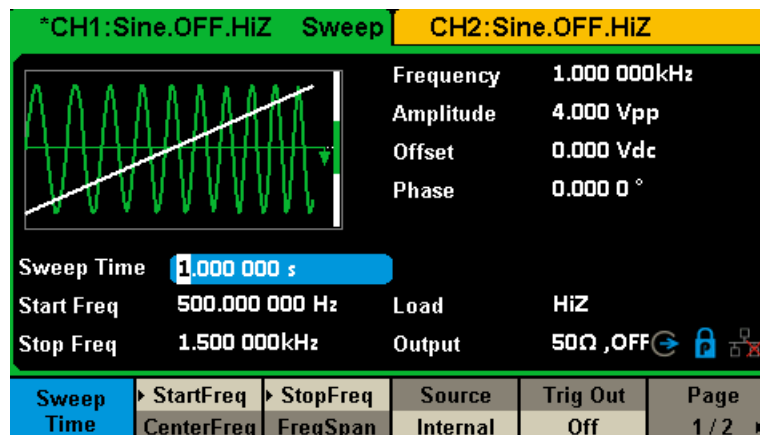 *CH1:Sine.OFF.HiZ Sweep CH2:Sine.OFF.HiZ
Frequency 1.000 000kHz
Amplitude 4.000 Vpp
Offset 0.000 Vdc
Phase 0.000 0 °
Sweep Time 1.000 000 s
Start Freq 500.000 000 Hz Load HiZ
Stop Freq 1.500 000kHz Output 50Ω ,OFF P
Sweep Time StartFreq CenterFreq StopFreq FreqSpan Source Internal Trig Out Off Page 1/2